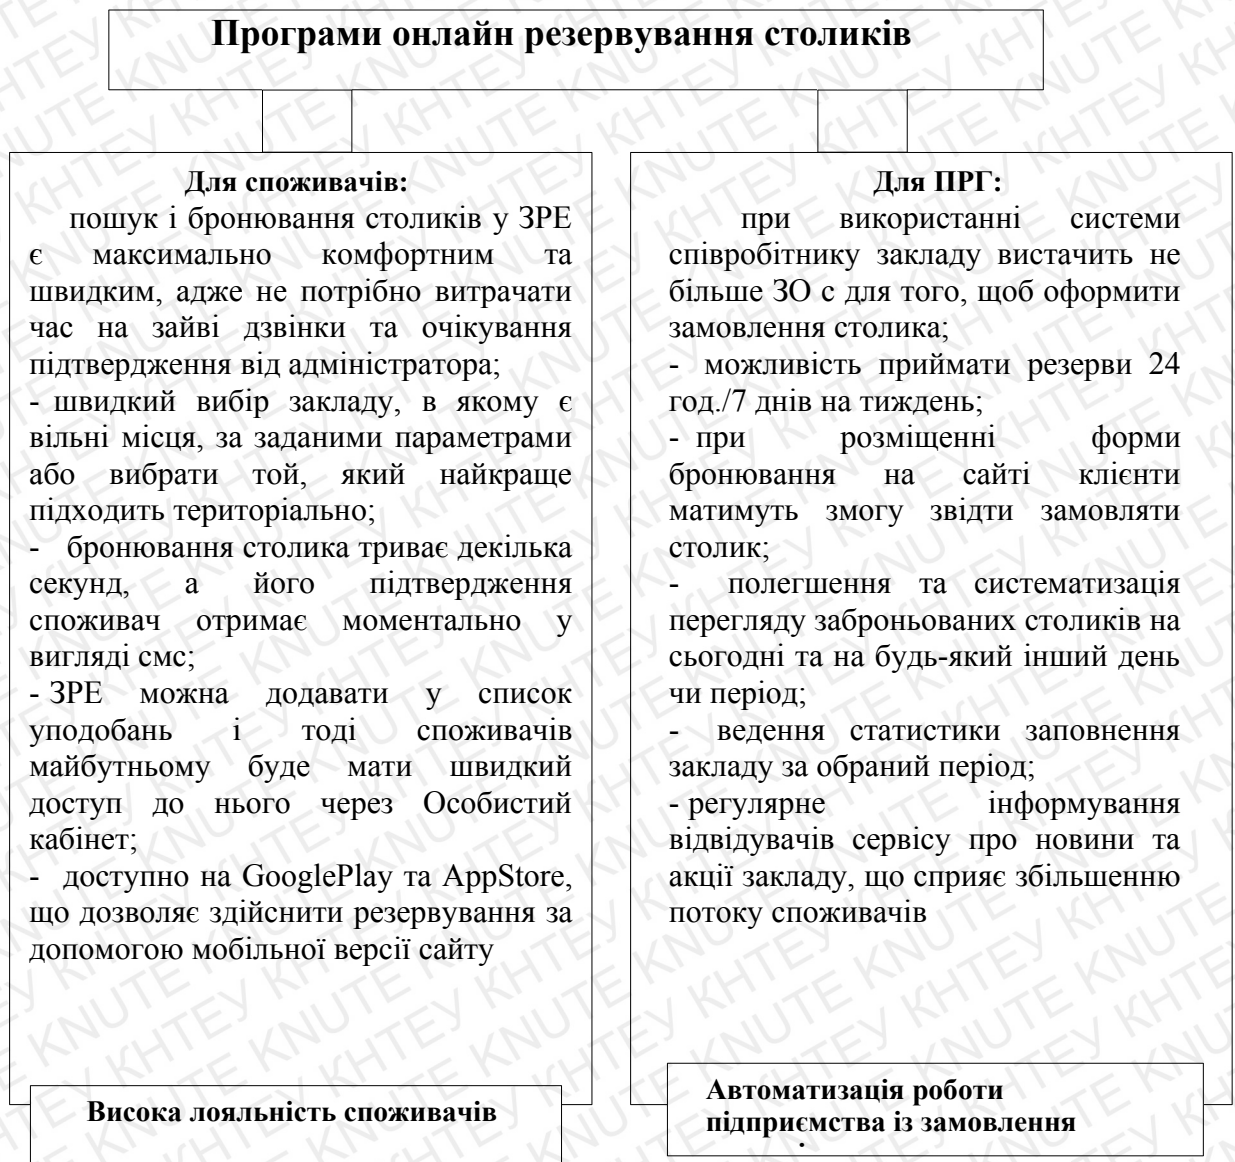 Програми онлайн резервування столиків
Для споживачів:
пошук і бронювання столиків у ЗРЕ
є максимально комфортним та
швидким, адже не потрібно витрачати
час на зайві дзвінки та очікування
підтвердження від адміністратора;
- швидкий вибір закладу, в якому є
вільні місця, за заданими параметрами
або вибрати той, який найкраще
підходить територіально;
- бронювання столика триває декілька
секунд, а його підтвердження
споживач отримає моментально у
вигляді смс;
- ЗРЕ можна додавати у список
уподобань і тоді споживачів
майбутньому буде мати швидкий
доступ до нього через Особистий
кабінет;
- доступно на GooglePlay та AppStore,
що дозволяє здійснити резервування за
допомогою мобільної версії сайту
Висока лояльність споживачів
Для ПРГ:
при використанні системи
співробітнику закладу вистачить не
більше ЗО с для того, щоб оформити
замовлення столика;
- можливість приймати резерви 24
год./7 днів на тиждень;
- при розміщенні форми
бронювання на сайті клієнти
матимуть змогу звідти замовляти
столик;
- полегшення та систематизація
перегляду заброньованих столиків на
сьогодні та на будь-який інший день
чи період;
- ведення статистики заповнення
закладу за обраний період;
- регулярне інформування
відвідувачів сервісу про новини та
акції закладу, що сприяє збільшенню
потоку споживачів
Автоматизація роботи
підприємства із замовлення